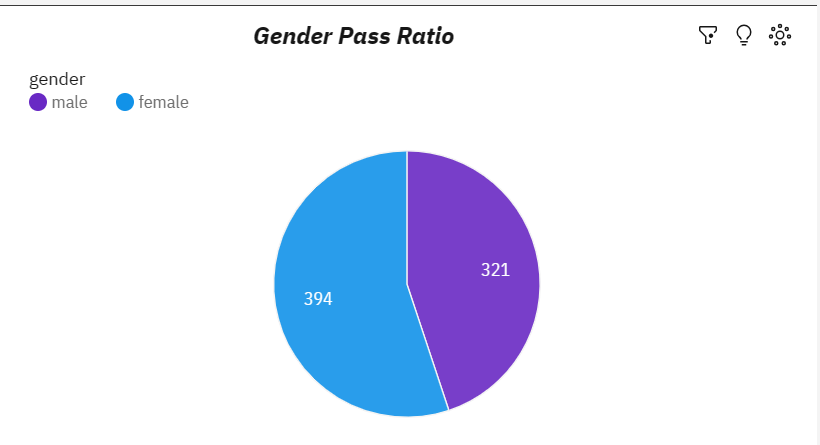 Gender Pass Ratio
gender
male female
321
394